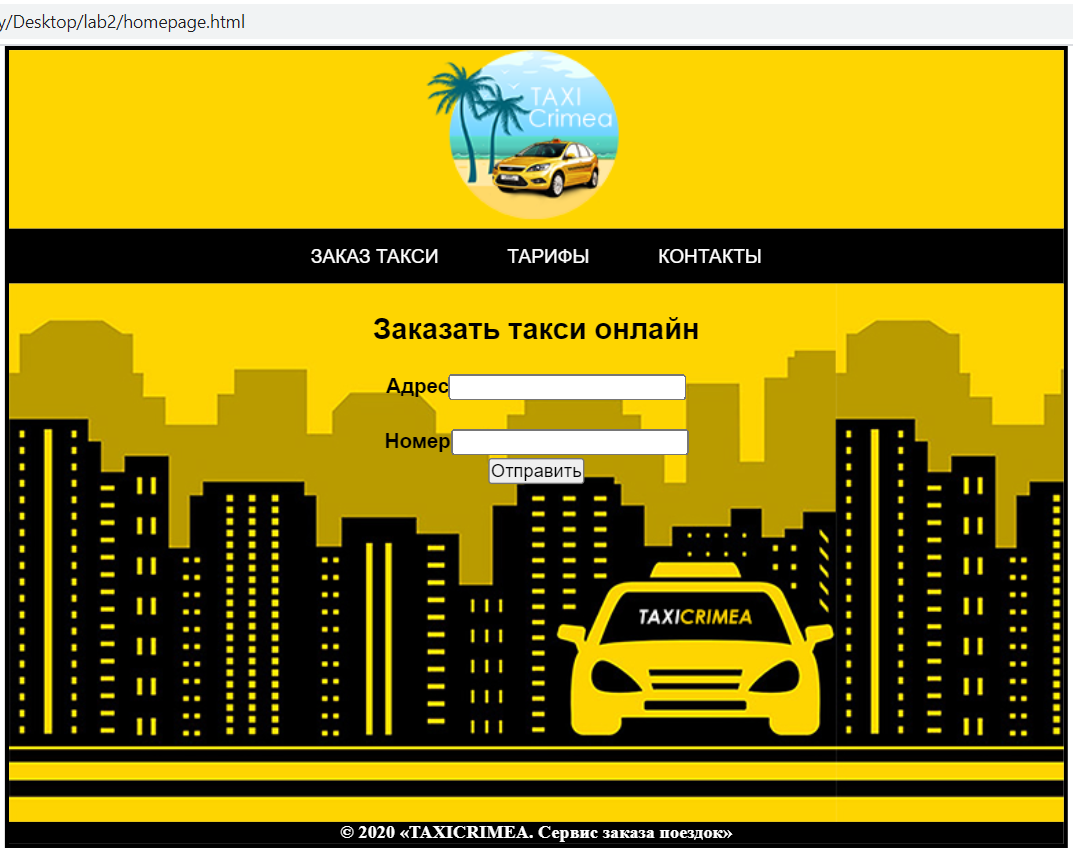 y/Desktop/lab2/homepage.html
TAXI
Crimea
ЗАКАЗ ТАКСИ ТАРИФЫ КОНТАКТЫ
Заказать такси онлайн
Адрес
Номер
Отправить
TAXICRIMEA
© 2020 «TAXICRIMEA. Сервис заказа поездок»